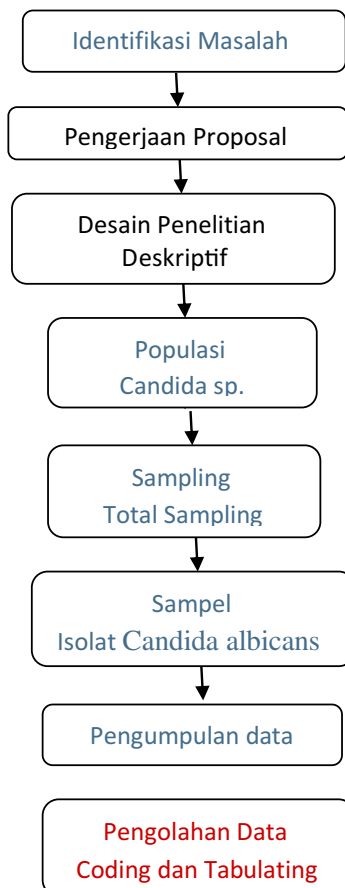 Identifikasi Masalah
Pengerjaan Proposal
Desain Penelitian
Deskriptif
Populasi
Candida sp.
Sampling
Total Sampling
Sampel
Isolat Candida albicans
Pengumpulan data
Pengolahan Data
Coding dan Tabulating